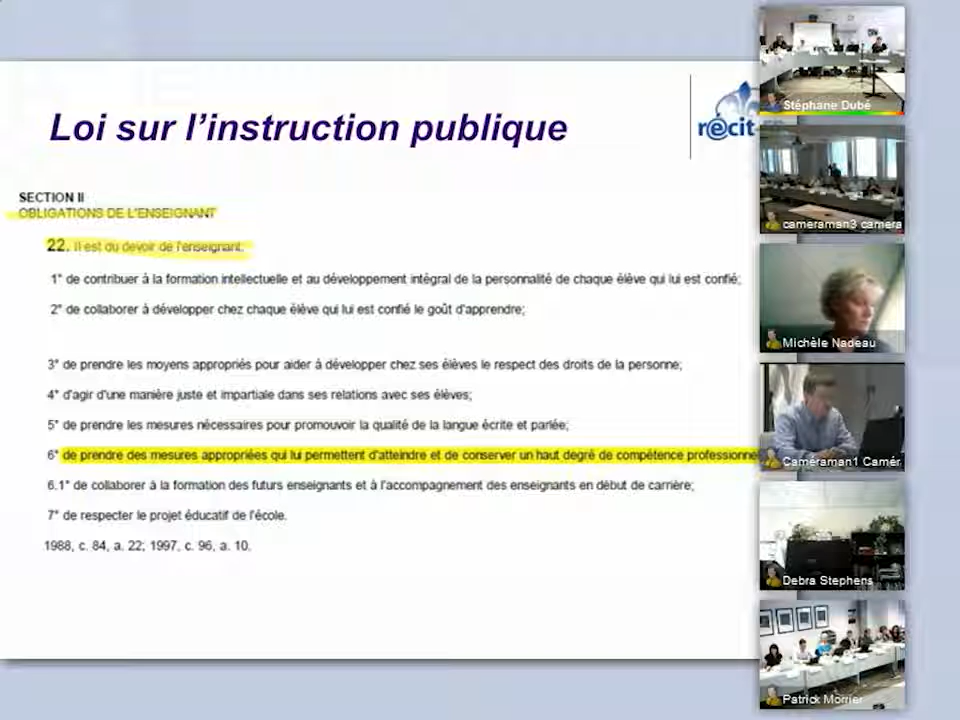 Loi sur l'instruction publique
récit
SECTION II
OBLIGATIONS DE L'ENSEIGNANT
22. Il est du devoir de l'enseignant:
1° de contribuer à la formation intellectuelle et au développement intégral de la personnalité de chaque élève qui lui est confié;
2° de collaborer à développer chez chaque élève qui lui est confié le goût d'apprendre;
3° de prendre les moyens appropriés pour aider à développer chez ses élèves le respect des droits de la personne;
4° d'agir d'une manière juste et impartiale dans ses relations avec ses élèves;
5° de prendre les mesures nécessaires pour promouvoir la qualité de la langue écrite et parlée;
6° de prendre des mesures appropriées qui lui permettent d'atteindre et de conserver un haut degré de compétence professionne
6.1° de collaborer à la formation des futurs enseignants et à l'accompagnement des enseignants en début de carrière;
7° de respecter le projet éducatif de l'école.
1988, c. 84, a. 22; 1997, c. 96, a. 10.
Stéphane Dubé
cameraman3 camera
Michèle Nadeau
Caméraman1 Camér
Debra Stephens
Patrick Morrier